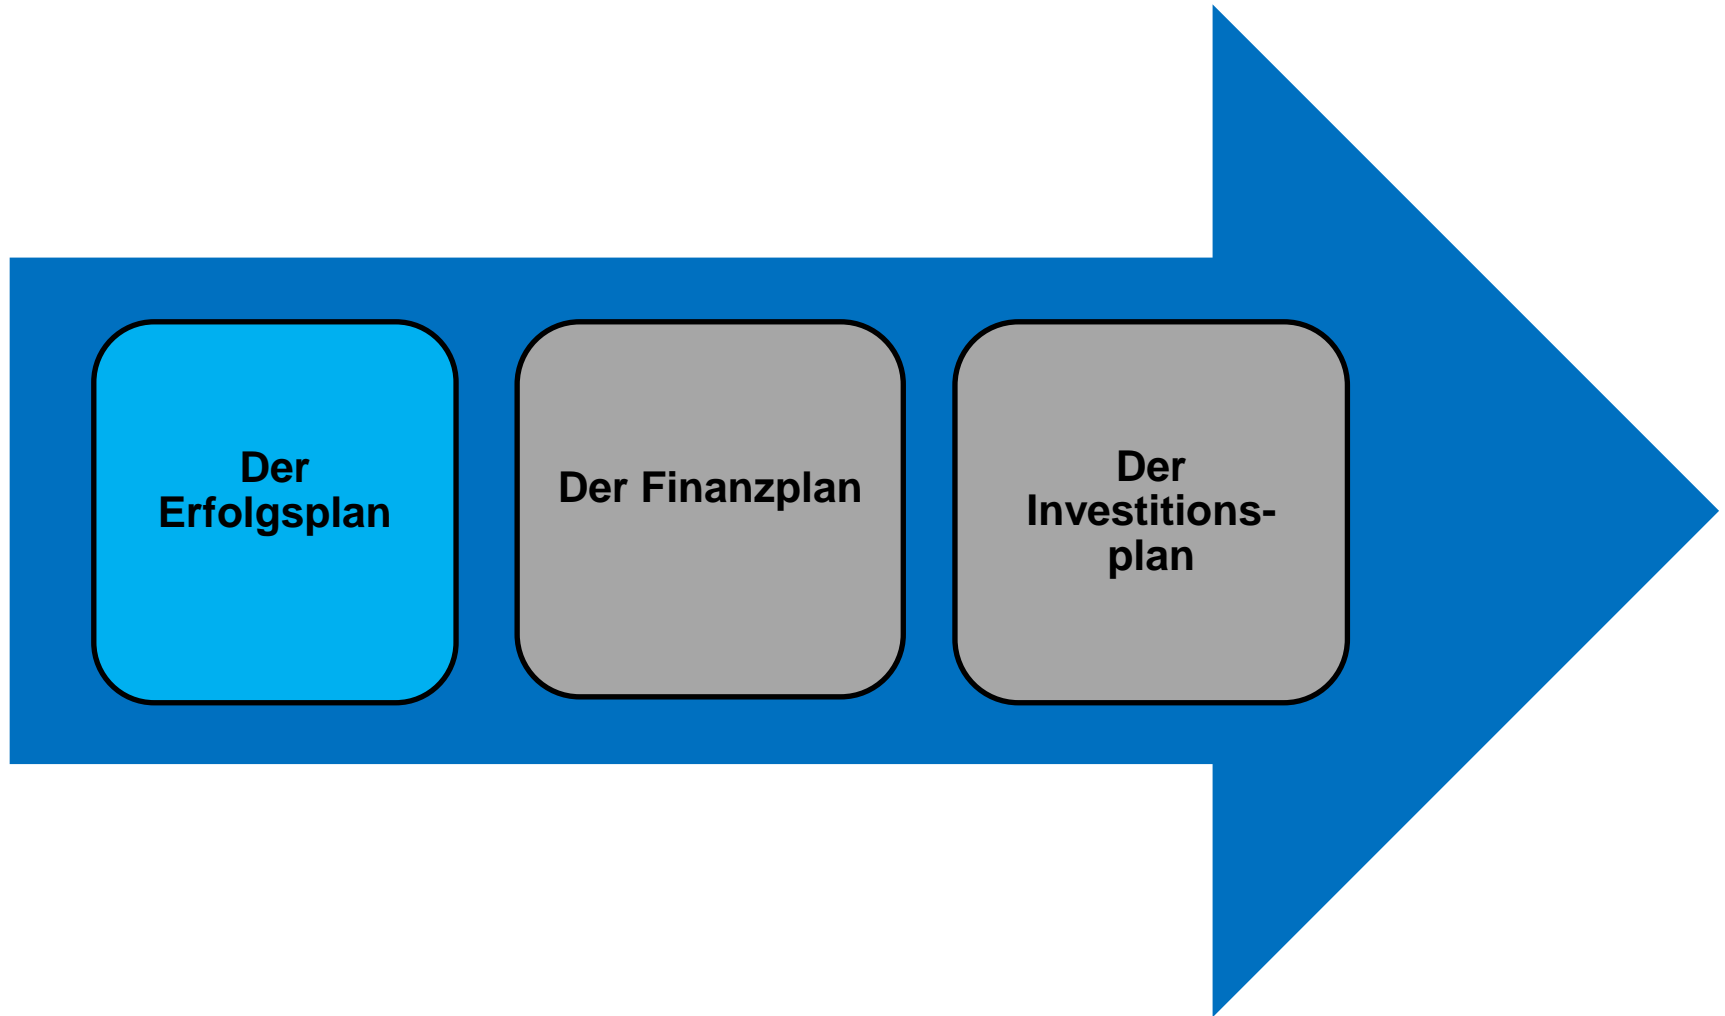 Der
Erfolgsplan
Der Finanzplan
Der
Investitions-
plan